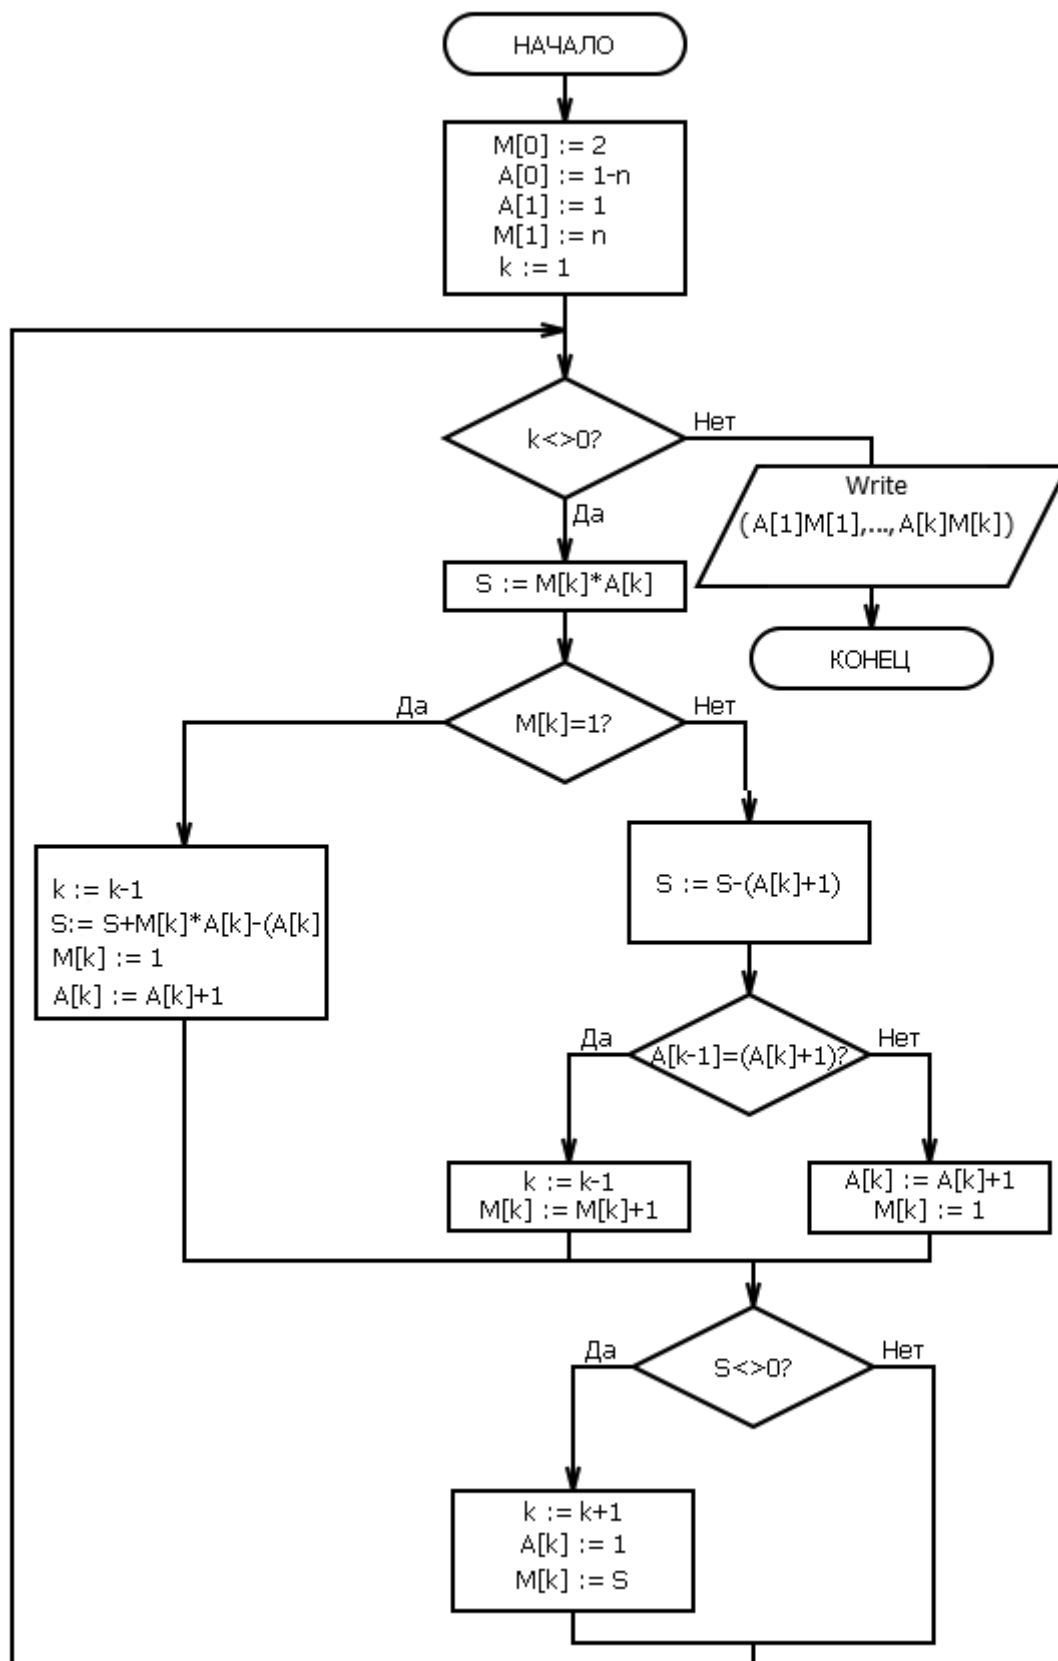 НАЧАЛО
M[0] := 2
A[0] := 1-n
A[1] := 1
M[1] := n
k := 1
k<>0?
Нет
Да
Write
(A[1]M[1],...,A[k]M[k])
S := M[k]*A[k]
КОНЕЦ
Да
M[k]=1?
Нет
k := k-1
S:= S+M[k]*A[k]-(A[k]
M[k] := 1
A[k] := A[k]+1
S := S-(A[k]+1)
Да
A[k-1]=(A[k]+1)?
Нет
k := k-1
M[k] := M[k]+1
A[k] := A[k]+1
M[k] := 1
Да
S<>0?
Нет
k := k+1
A[k] := 1
M[k] := S